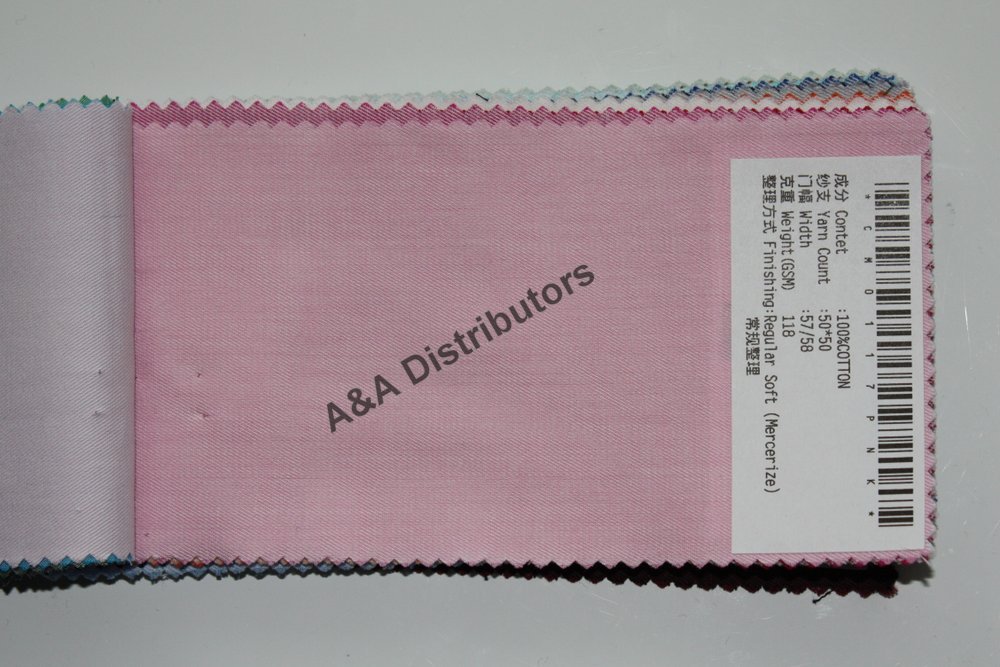 *CM0117PNK*
成分 Contet :100%COTTON
纱支 Yarn Count :50*50
门幅 Width :57/58
克重 Weight(GSM) 118
整理方式 Finishing:Regular Soft (Mercerize)
常规整理
A&A Distributors